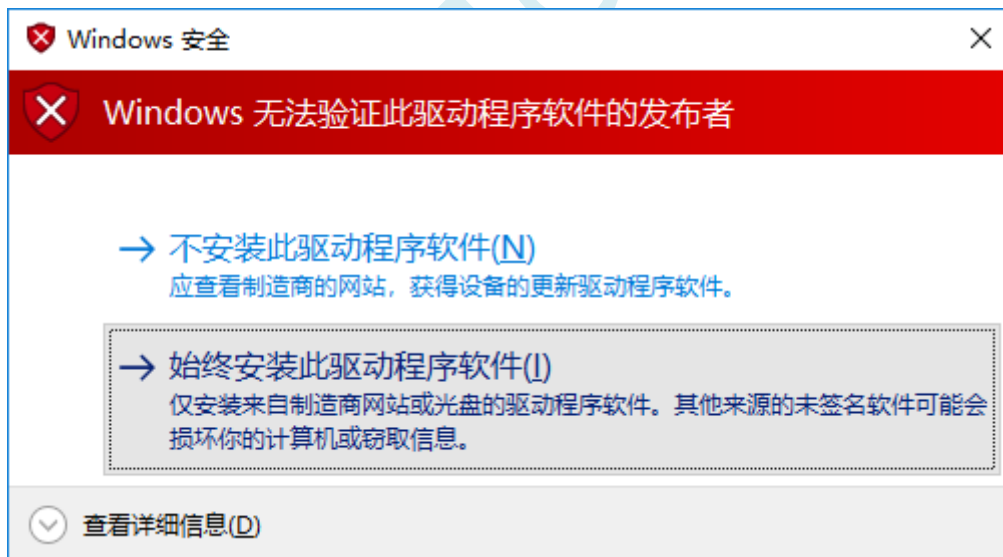 Windows 安全
Windows 无法验证此驱动程序软件的发布者
→ 不安装此驱动程序软件(N)
应查看制造商的网站，获得设备的更新驱动程序软件。
→ 始终安装此驱动程序软件(I)
仅安装来自制造商网站或光盘的驱动程序软件。其他来源的未签名软件可能会
损坏你的计算机或窃取信息。
查看详细信息(D)